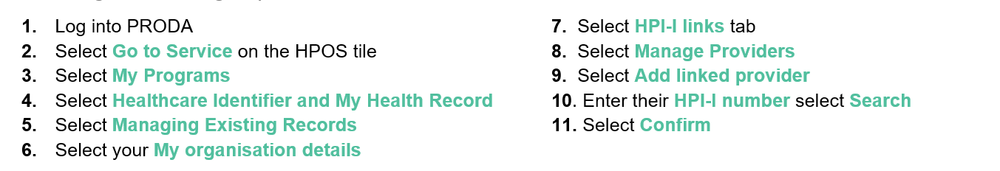 1. Log into PRODA
2. Select Go to Service on the HPOS tile
3. Select My Programs
4. Select Healthcare Identifier and My Health Record
5. Select Managing Existing Records
6. Select your My organisation details
7. Select HPI-I links tab
8. Select Manage Providers
9. Select Add linked provider
10. Enter their HPI-I number select Search
11. Select Confirm